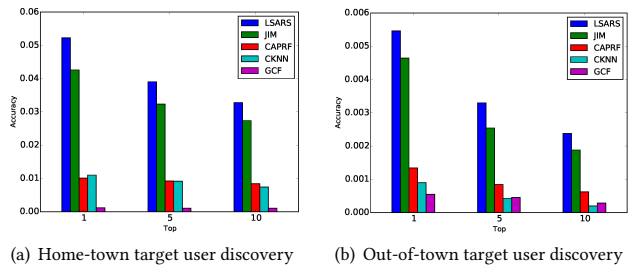 0.06
0.05
0.04
0.03
0.02
0.01
0.00
Accuracy
1 5 10
Top
LSARS
JIM
CAPRF
CKNN
GCF
(a) Home-town target user discovery
0.006
0.005
0.004
0.003
0.002
0.001
0.000
Accuracy
1 5 10
Top
LSARS
JIM
CAPRF
CKNN
GCF
(b) Out-of-town target user discovery